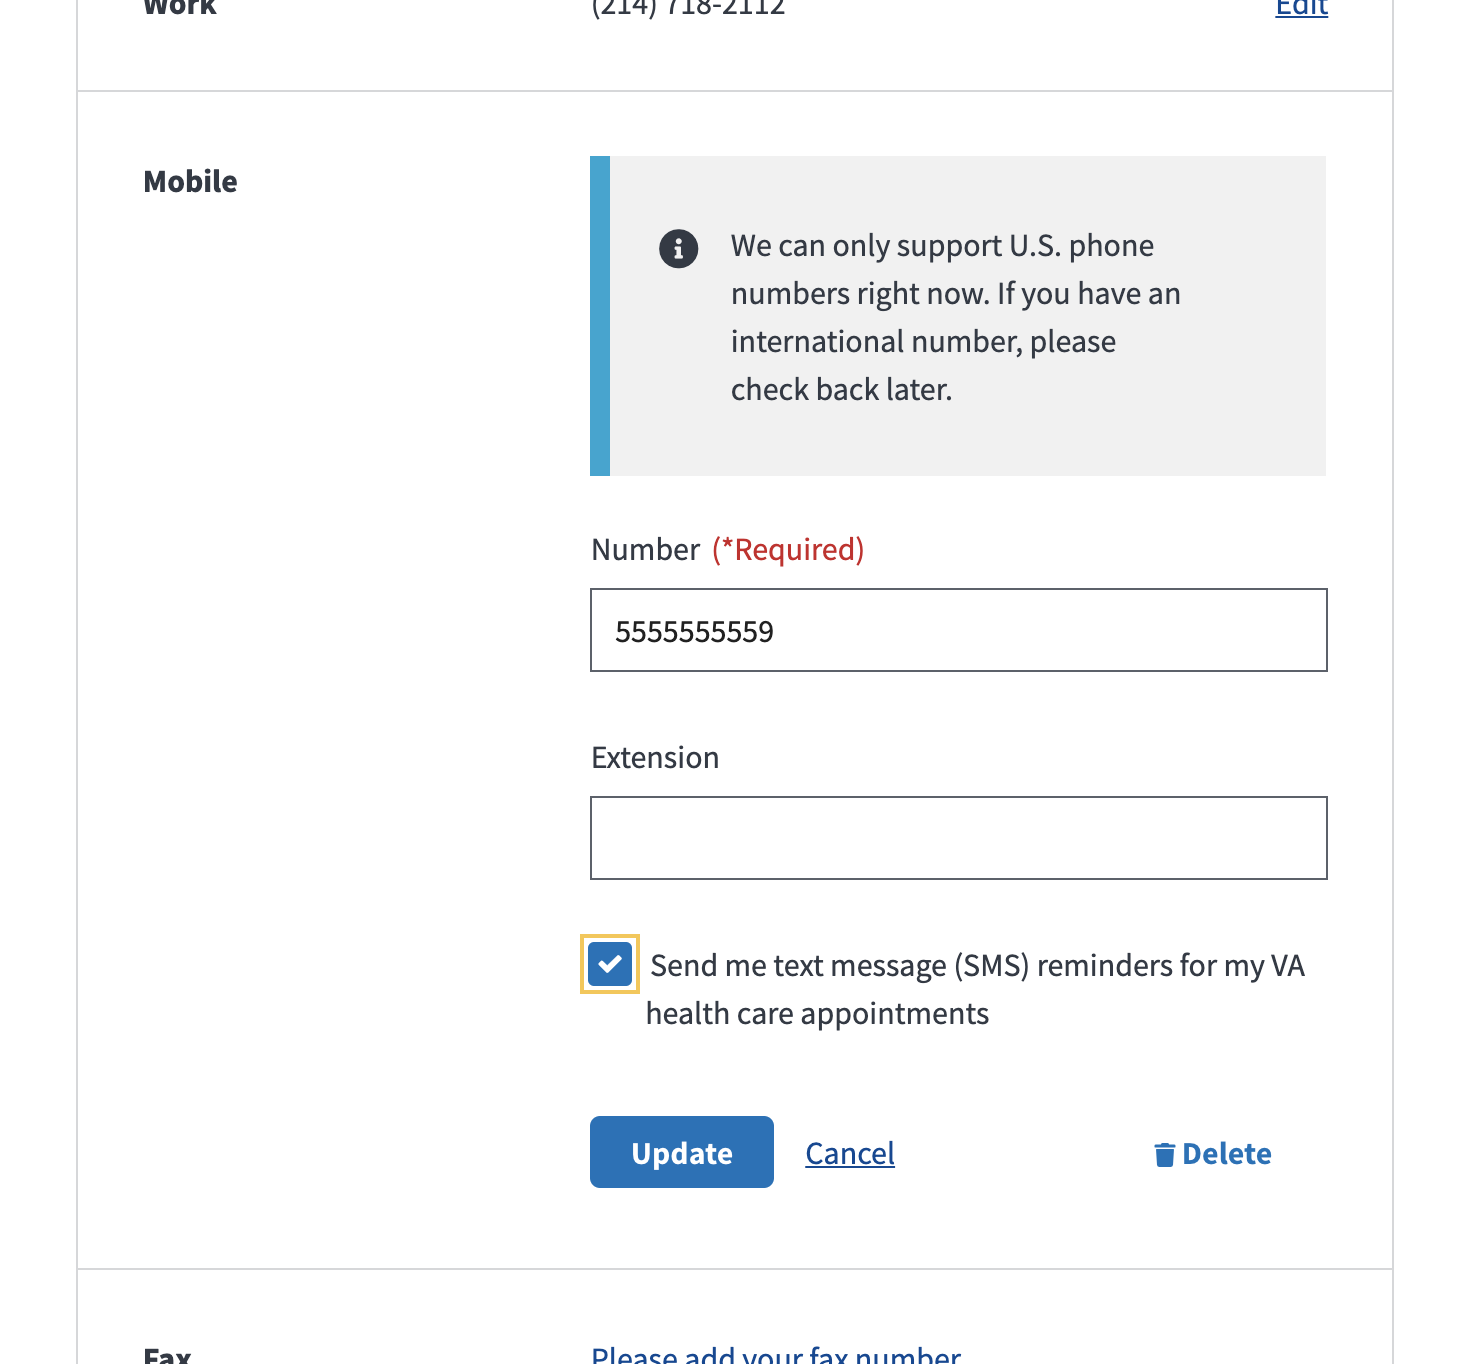 Work
(214) 718-2112
Edit
Mobile
We can only support U.S. phone
numbers right now. If you have an
international number, please
check back later.
Number (*Required)
5555555559
Extension
Send me text message (SMS) reminders for my VA
health care appointments
Update
Cancel
Delete
Fax
Please add your fax number